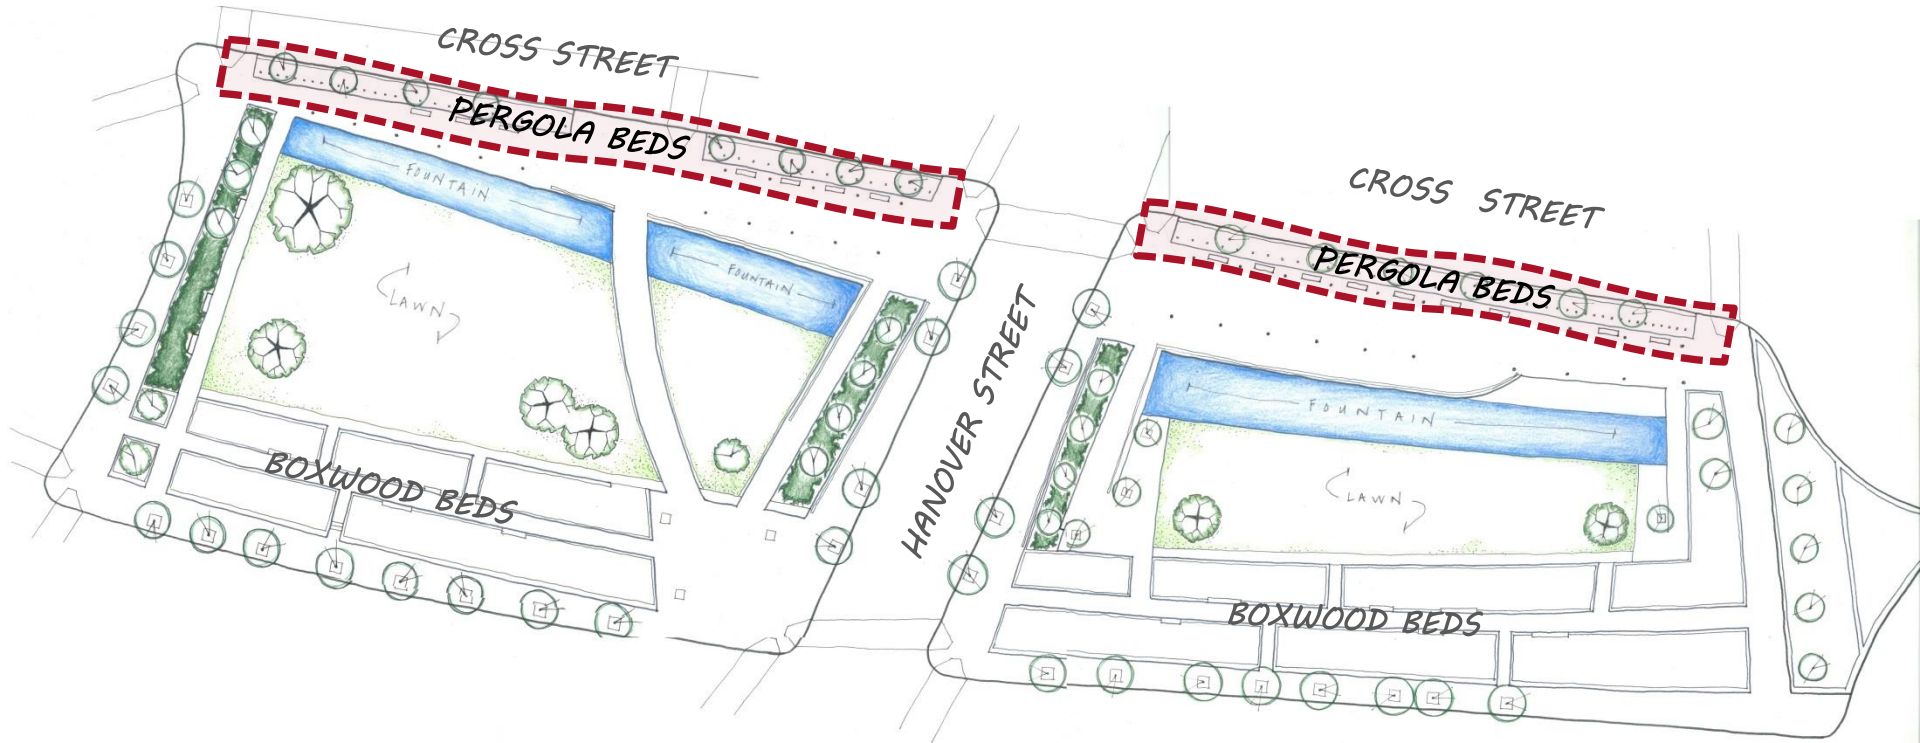 CROSS STREET
PERGOLA BEDS
FOUNTAIN
FOUNTAIN
LAWN
BOXWOOD BEDS
HANOVER STREET
CROSS STREET
PERGOLA BEDS
FOUNTAIN
LAWN
BOXWOOD BEDS